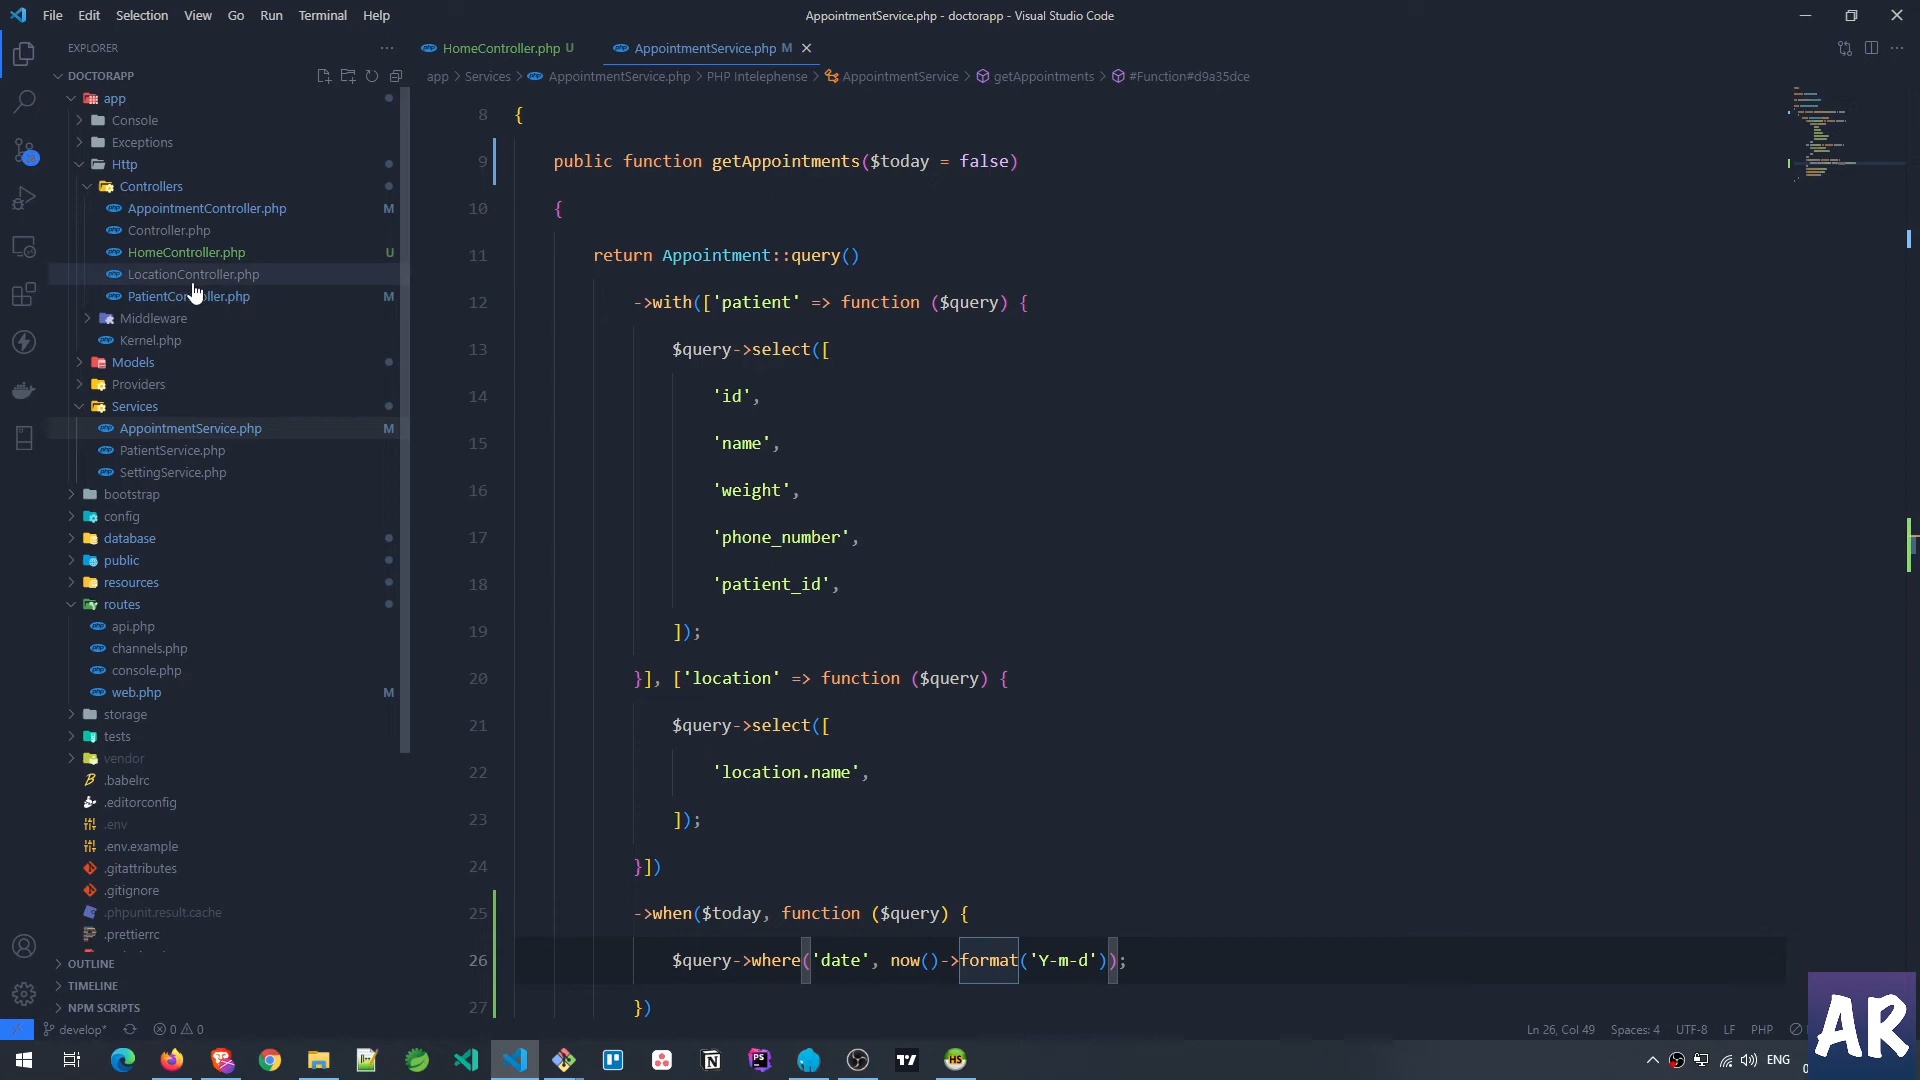 File Edit Selection View Go Run Terminal Help
AppointmentService.php - doctorapp - Visual Studio Code
EXPLORER
HomeController.php U
AppointmentService.php M
DOCTORAPP
app > Services > AppointmentService.php > PHP Intelephense > AppointmentService > getAppointments > #Function#d9a35dce
app
Console
Exceptions
Http
Controllers
AppointmentController.php M
Controller.php
HomeController.php U
LocationController.php
PatientController.php M
Middleware
Kernel.php
Models
Providers
Services
AppointmentService.php M
PatientService.php
SettingService.php
bootstrap
config
database
public
resources
routes
api.php
channels.php
console.php
web.php M
storage
tests
vendor
.babelrc
.editorconfig
.env
.env.example
.gitattributes
.gitignore
.phpunit.result.cache
.prettierrc
OUTLINE
TIMELINE
NPM SCRIPTS
8 {
9 public function getAppointments($today = false)
10 {
11 return Appointment::query()
12 ->with(['patient' => function ($query) {
13 $query->select([
14 'id',
15 'name',
16 'weight',
17 'phone_number',
18 'patient_id',
19 ]);
20 }], ['location' => function ($query) {
21 $query->select([
22 'location.name',
23 ]);
24 }])
25 ->when($today, function ($query) {
26 $query->where('date', now()->format('Y-m-d'));
27 })
develop* 0 0
Ln 26, Col 49 Spaces: 4 UTF-8 LF PHP
ENG
AR